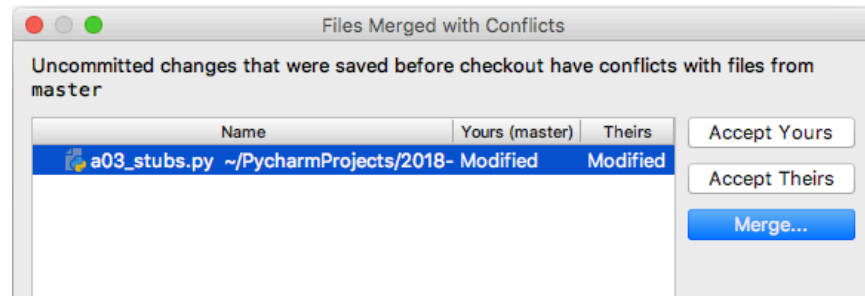 Files Merged with Conflicts
Uncommitted changes that were saved before checkout have conflicts with files from
master
Name Yours (master) Theirs
a03_stubs.py ~/PycharmProjects/2018- Modified Modified
Accept Yours
Accept Theirs
Merge...